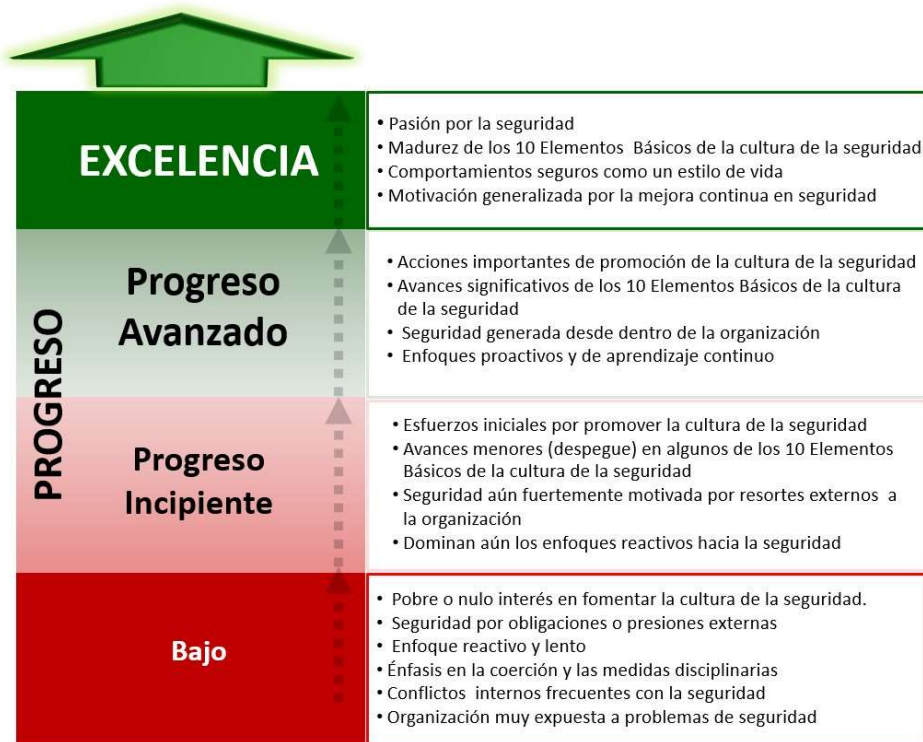 EXCELENCIA
• Pasión por la seguridad
• Madurez de los 10 Elementos Básicos de la cultura de la seguridad
• Comportamientos seguros como un estilo de vida
• Motivación generalizada por la mejora continua en seguridad
PROGRESO
Progreso
Avanzado
• Acciones importantes de promoción de la cultura de la seguridad
• Avances significativos de los 10 Elementos Básicos de la cultura
de la seguridad
• Seguridad generada desde dentro de la organización
• Enfoques proactivos y de aprendizaje continuo
Progreso
Incipiente
• Esfuerzos iniciales por promover la cultura de la seguridad
• Avances menores (despegue) en algunos de los 10 Elementos
Básicos de la cultura de la seguridad
• Seguridad aún fuertemente motivada por resortes externos a
la organización
• Dominan aún los enfoques reactivos hacia la seguridad
Bajo
• Pobre o nulo interés en fomentar la cultura de la seguridad.
• Seguridad por obligaciones o presiones externas
• Enfoque reactivo y lento
• Énfasis en la coerción y las medidas disciplinarias
• Conflictos internos frecuentes con la seguridad
• Organización muy expuesta a problemas de seguridad